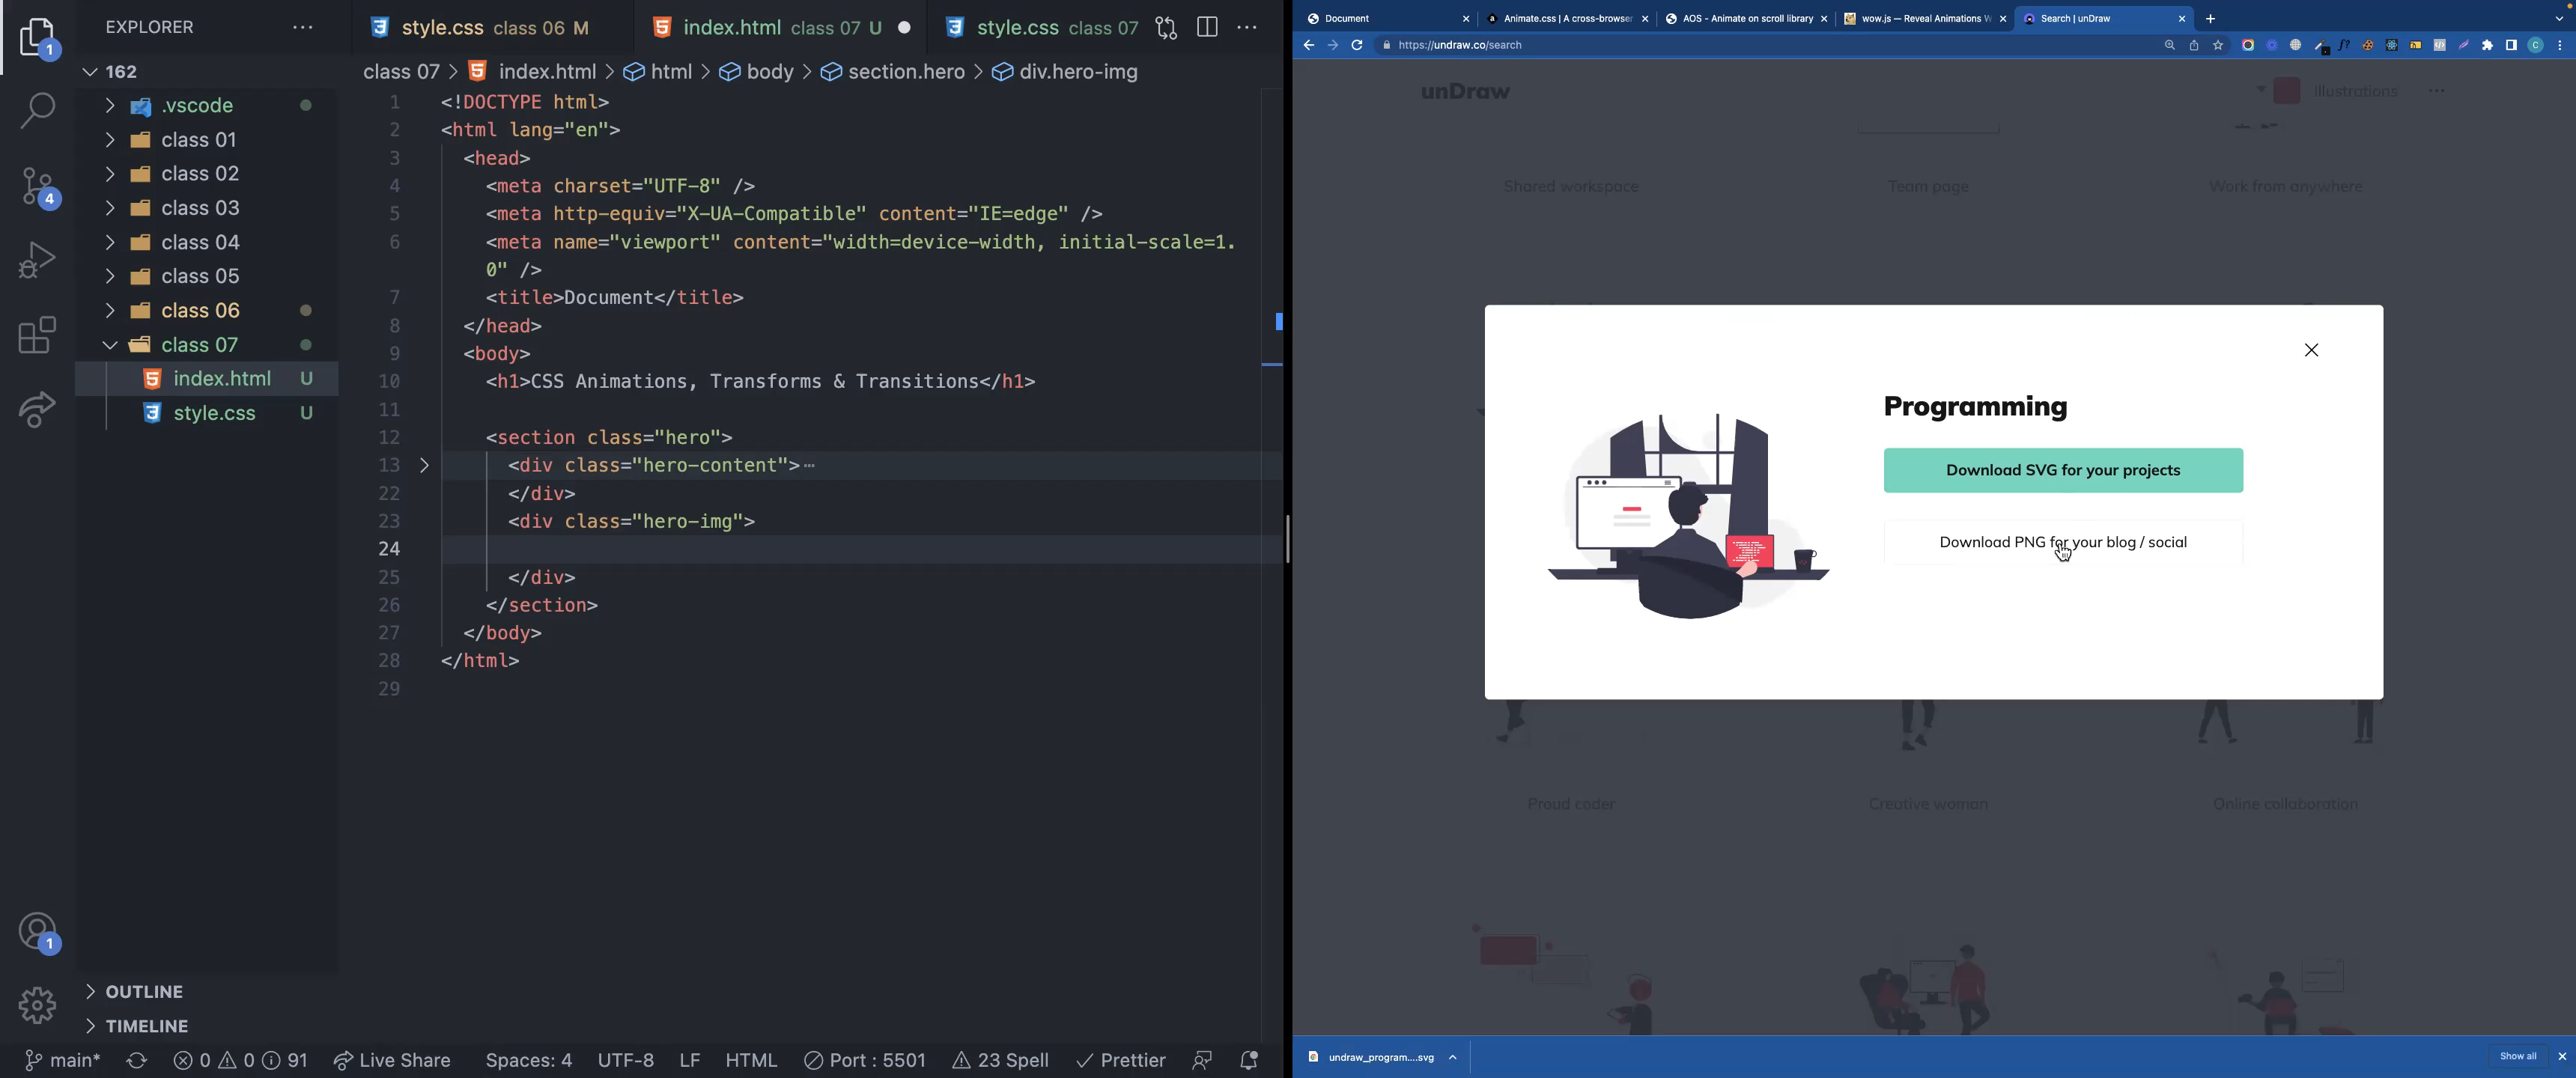 EXPLORER
162
.vscode
class 01
class 02
class 03
class 04
class 05
class 06
class 07
index.html U
style.css U
OUTLINE
TIMELINE
1
4
1
style.css class 06 M
index.html class 07 U
style.css class 07
class 07 > index.html > html > body > section.hero > div.hero-img
1 <!DOCTYPE html>
2 <html lang="en">
3 <head>
4 <meta charset="UTF-8" />
5 <meta http-equiv="X-UA-Compatible" content="IE=edge" />
6 <meta name="viewport" content="width=device-width, initial-scale=1.
0" />
7 <title>Document</title>
8 </head>
9 <body>
10 <h1>CSS Animations, Transforms & Transitions</h1>
11
12 <section class="hero">
13 <div class="hero-content">
22 </div>
23 <div class="hero-img">
24
25 </div>
26 </section>
27 </body>
28 </html>
29
main* 0 0 91 Live Share Spaces: 4 UTF-8 LF HTML Port : 5501 23 Spell Prettier
Document
Animate.css | A cross-browser
AOS - Animate on scroll library
wow.js — Reveal Animations W
Search | unDraw
https://undraw.co/search
unDraw
Illustrations
Shared workspace
Team page
Work from anywhere
Programming
Download SVG for your projects
Download PNG for your blog / social
Proud coder
Creative woman
Online collaboration
undraw_program....svg
Show all